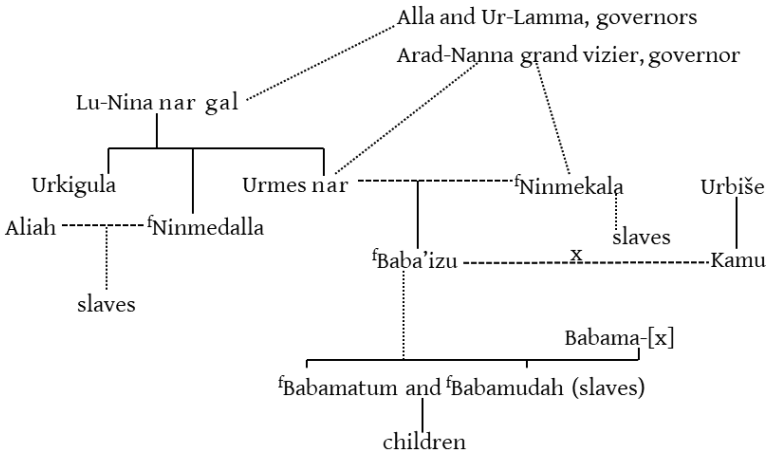 Alla and Ur-Lamma, governors
Arad-Nanna grand vizier, governor
Lu-Nina nar gal
Urkigula
Urmes nar
ᶠNinmekala
Urbiše
Aliah
ᶠNinmedalla
slaves
x
ᶠBaba’izu
Kamu
slaves
Babama-[x]
ᶠBabamatum and ᶠBabamudah (slaves)
children